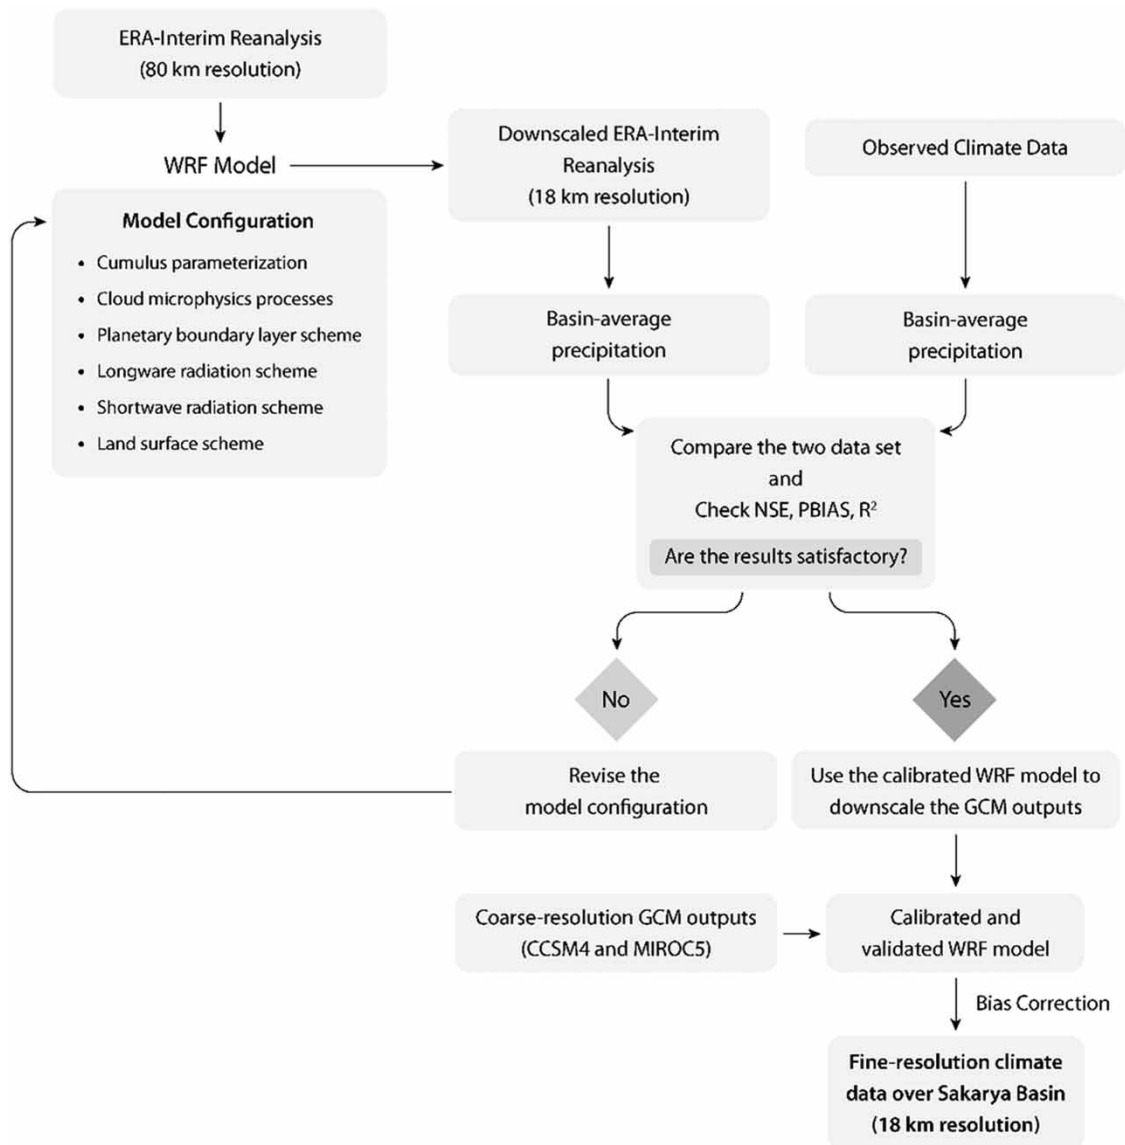 ERA-Interim Reanalysis
(80 km resolution)
WRF Model
Model Configuration
• Cumulus parameterization
• Cloud microphysics processes
• Planetary boundary layer scheme
• Longware radiation scheme
• Shortwave radiation scheme
• Land surface scheme
Downscaled ERA-Interim
Reanalysis
(18 km resolution)
Observed Climate Data
Basin-average
precipitation
Basin-average
precipitation
Compare the two data set
and
Check NSE, PBIAS, R²
Are the results satisfactory?
No
Yes
Revise the
model configuration
Use the calibrated WRF model to
downscale the GCM outputs
Coarse-resolution GCM outputs
(CCSM4 and MIROC5)
Calibrated and
validated WRF model
Bias Correction
Fine-resolution climate
data over Sakarya Basin
(18 km resolution)